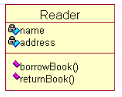 Reader
name
address
borrowBook()
returnBook()